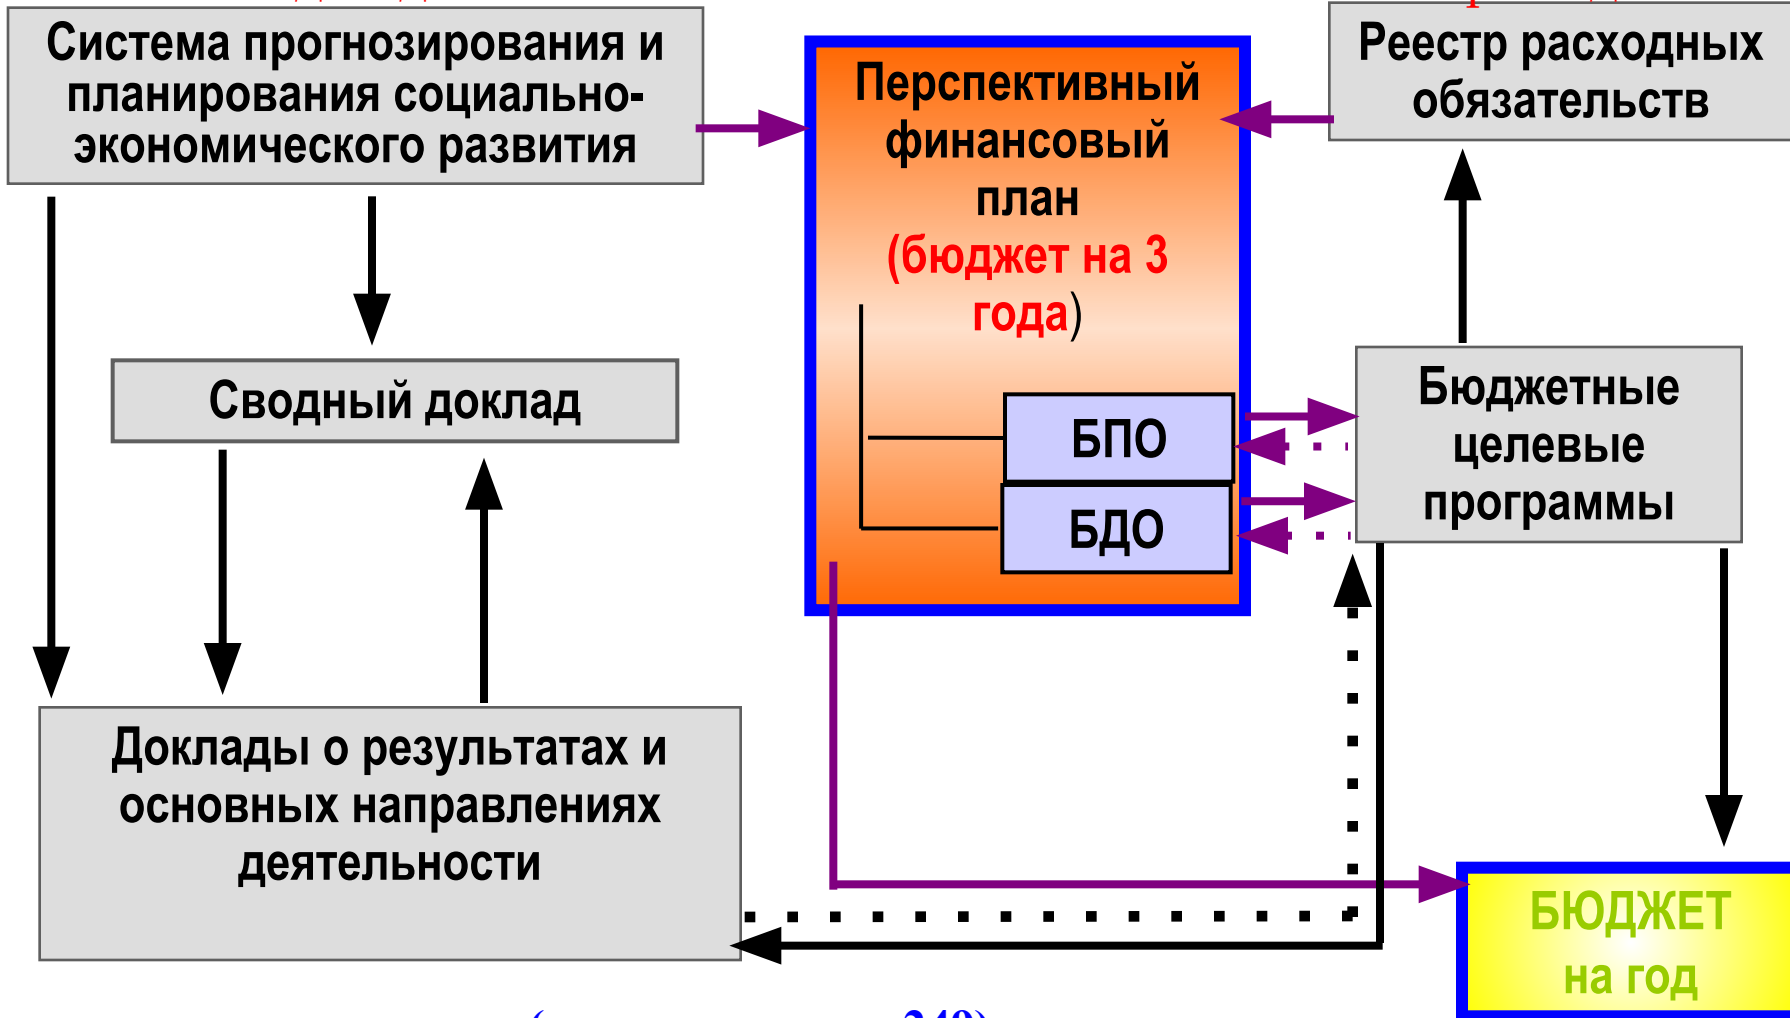 Система прогнозирования и
планирования социально-
экономического развития
Перспективный
финансовый
план
(бюджет на 3
года)
Реестр расходных
обязательств
Сводный доклад
БПО
БДО
Бюджетные
целевые
программы
Доклады о результатах и
основных направлениях
деятельности
БЮДЖЕТ
на год
249)